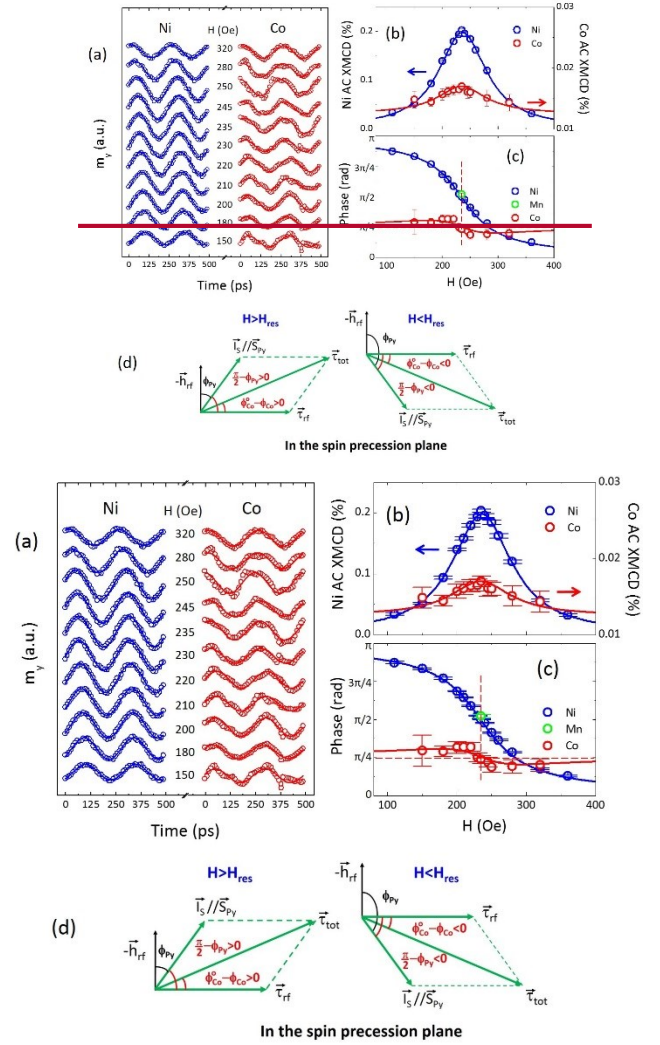 (a)
Ni
H (Oe)
Co
320
280
250
245
235
230
220
210
200
180
150
m_y (a.u.)
0 125 250 375 500 0 125 250 375 500
Time (ps)
(b)
Ni
Co
0.2
0.1
0.0
Ni AC XMCD (%)
0.03
0.02
0.01
Co AC XMCD (%)
(c)
Ni
Mn
Co
π
3π/4
π/2
π/4
0
Phase (rad)
100 200 300 400
H (Oe)
(d)
H>H_res
H<H_res
-h_rf
φ_Py
I_S//S_Py
τ_tot
π/2-φ_Py>0
φ°_Co-φ_Co>0
τ_rf
-h_rf
φ_Py
τ_rf
φ°_Co-φ_Co<0
π/2-φ_Py<0
I_S//S_Py
τ_tot
In the spin precession plane
(a)
Ni
H (Oe)
Co
320
280
250
245
235
230
220
210
200
180
150
m_y (a.u.)
0 125 250 375 500 0 125 250 375 500
Time (ps)
(b)
Ni
Co
0.2
0.1
0.0
Ni AC XMCD (%)
0.03
0.02
0.01
Co AC XMCD (%)
(c)
Ni
Mn
Co
π
3π/4
π/2
π/4
0
Phase (rad)
100 200 300 400
H (Oe)
(d)
H>H_res
H<H_res
-h_rf
φ_Py
I_S//S_Py
τ_tot
π/2-φ_Py>0
φ°_Co-φ_Co>0
τ_rf
-h_rf
φ_Py
τ_rf
φ°_Co-φ_Co<0
π/2-φ_Py<0
I_S//S_Py
τ_tot
In the spin precession plane